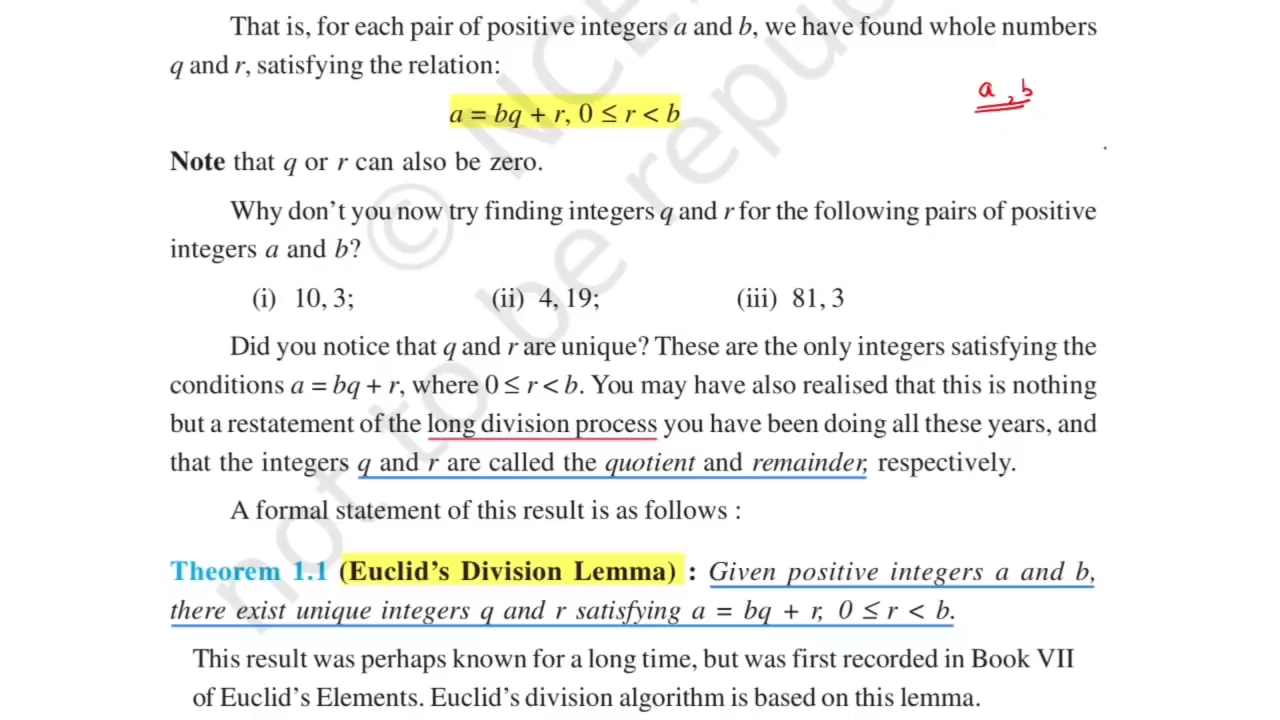 That is, for each pair of positive integers a and b, we have found whole numbers
q and r, satisfying the relation:
a = bq + r, 0 ≤ r < b
a, b
Note that q or r can also be zero.
Why don't you now try finding integers q and r for the following pairs of positive
integers a and b?
(i) 10, 3; (ii) 4, 19; (iii) 81, 3
Did you notice that q and r are unique? These are the only integers satisfying the
conditions a = bq + r, where 0 ≤ r < b. You may have also realised that this is nothing
but a restatement of the long division process you have been doing all these years, and
that the integers q and r are called the quotient and remainder, respectively.
A formal statement of this result is as follows :
Theorem 1.1 (Euclid's Division Lemma) : Given positive integers a and b,
there exist unique integers q and r satisfying a = bq + r, 0 ≤ r < b.
This result was perhaps known for a long time, but was first recorded in Book VII
of Euclid's Elements. Euclid's division algorithm is based on this lemma.
© NCE
not to be repu